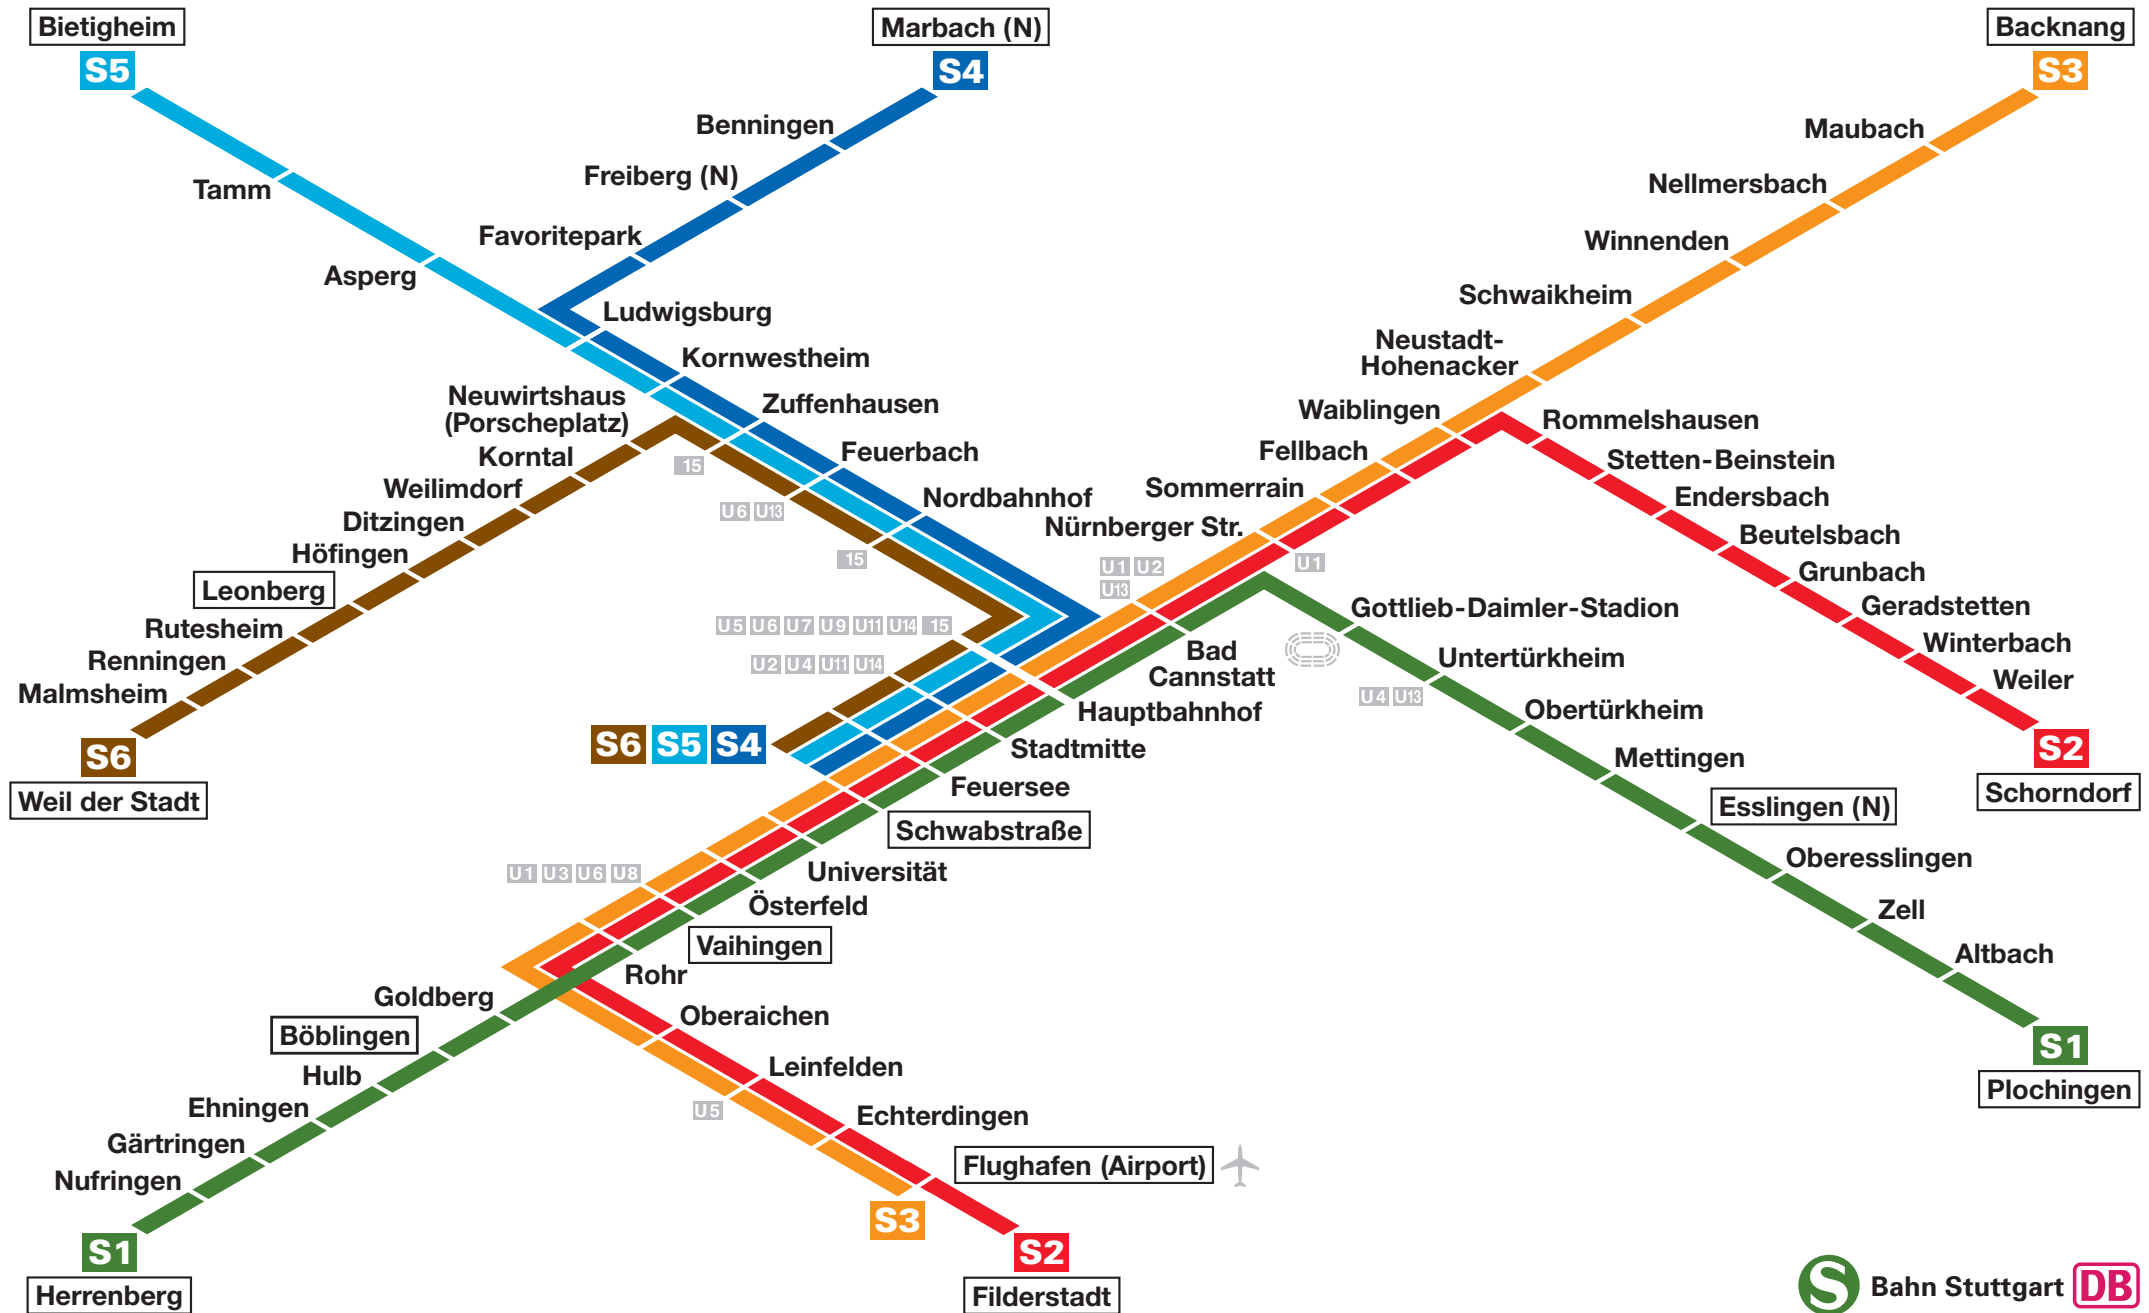 Bietigheim
S5
Marbach (N)
S4
Backnang
S3
Benningen
Freiberg (N)
Favoritepark
Tamm
Asperg
Ludwigsburg
Kornwestheim
Zuffenhausen
Feuerbach
Nordbahnhof
Neuwirtshaus
(Porscheplatz)
Korntal
Weilimdorf
Ditzingen
Höfingen
Leonberg
Rutesheim
Renningen
Malmsheim
S6
Weil der Stadt
15
U6 U13
15
U5 U6 U7 U9 U11 U14 15
U2 U4 U11 U14
S6 S5 S4
Maubach
Nellmersbach
Winnenden
Schwaikheim
Neustadt-
Hohenacker
Waiblingen
Fellbach
Sommerrain
Nürnberger Str.
U1 U2
U13
U1
Rommelshausen
Stetten-Beinstein
Endersbach
Beutelsbach
Grunbach
Geradstetten
Winterbach
Weiler
S2
Schorndorf
Gottlieb-Daimler-Stadion
Untertürkheim
U4 U13
Obertürkheim
Mettingen
Esslingen (N)
Oberesslingen
Zell
Altbach
S1
Plochingen
Bad
Cannstatt
Hauptbahnhof
Stadtmitte
Feuersee
Schwabstraße
Universität
Österfeld
Vaihingen
Rohr
U1 U3 U6 U8
Goldberg
Böblingen
Hulb
Ehningen
Gärtringen
Nufringen
S1
Herrenberg
Oberaichen
Leinfelden
U5
Echterdingen
Flughafen (Airport)
S3
S2
Filderstadt
S Bahn Stuttgart DB